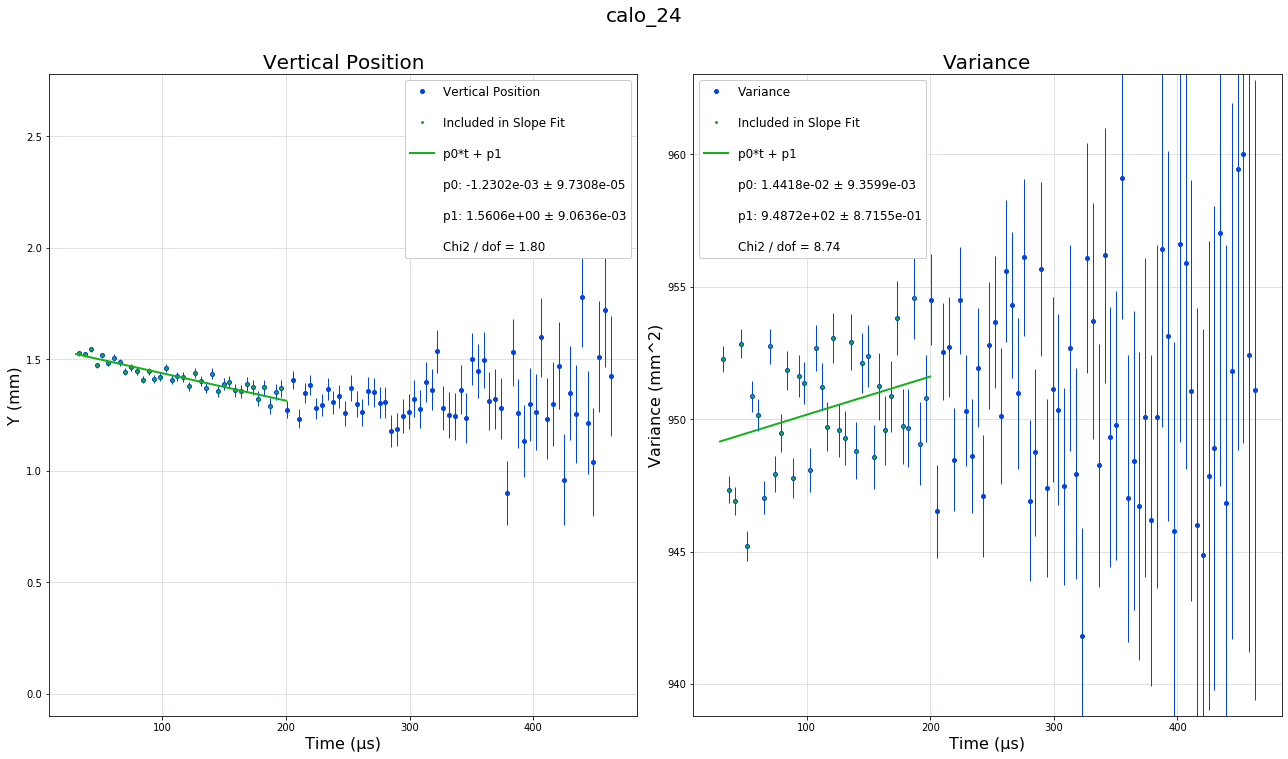 calo_24
Vertical Position
Vertical Position
Included in Slope Fit
p0*t + p1
p0: -1.2302e-03 ± 9.7308e-05
p1: 1.5606e+00 ± 9.0636e-03
Chi2 / dof = 1.80
2.5
2.0
1.5
1.0
0.5
0.0
Y (mm)
100 200 300 400
Time (µs)
Variance
Variance
Included in Slope Fit
p0*t + p1
p0: 1.4418e-02 ± 9.3599e-03
p1: 9.4872e+02 ± 8.7155e-01
Chi2 / dof = 8.74
960
955
950
945
940
Variance (mm^2)
100 200 300 400
Time (µs)